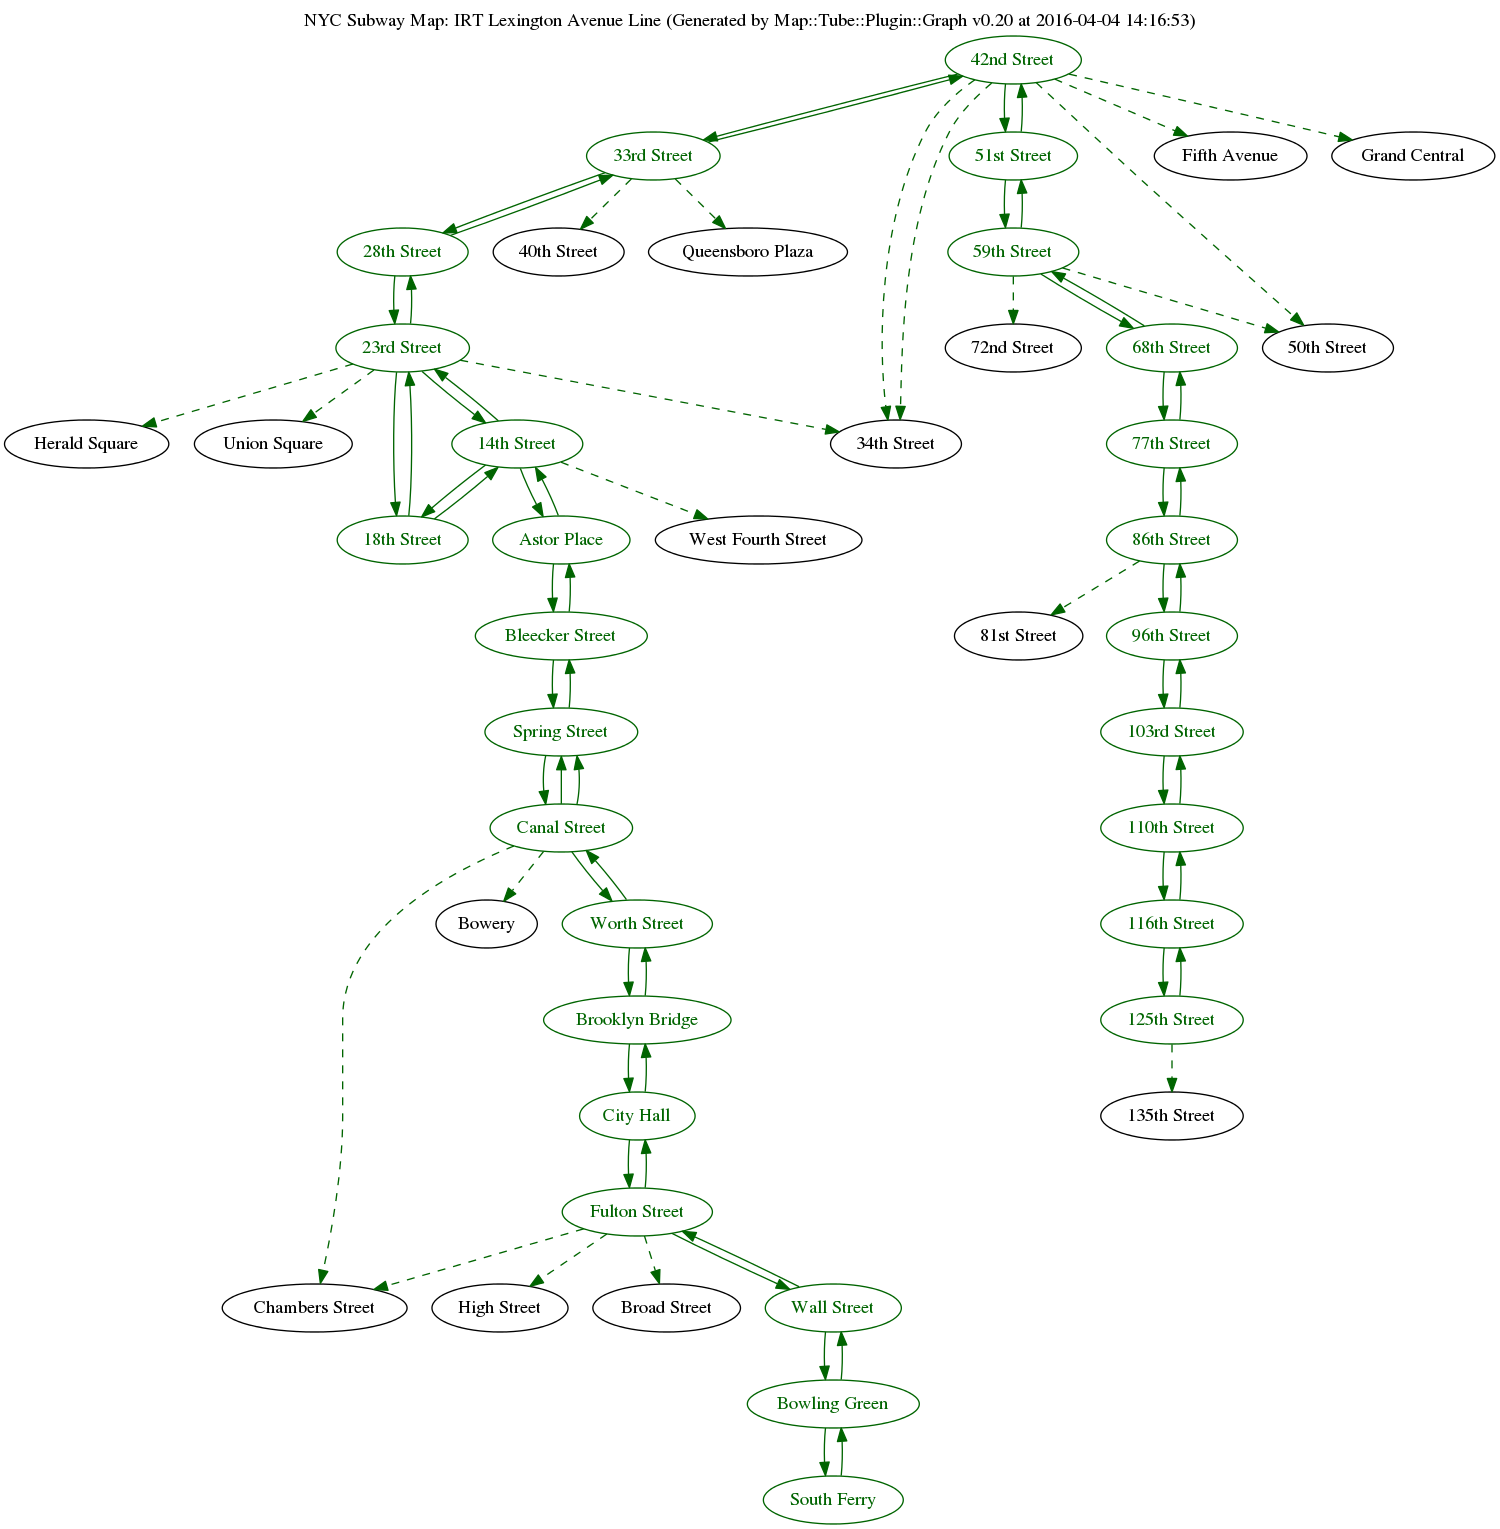 NYC Subway Map: IRT Lexington Avenue Line (Generated by Map::Tube::Plugin::Graph v0.20 at 2016-04-04 14:16:53)
42nd Street
33rd Street
51st Street
Fifth Avenue
Grand Central
28th Street
40th Street
Queensboro Plaza
59th Street
23rd Street
72nd Street
68th Street
50th Street
Herald Square
Union Square
14th Street
34th Street
77th Street
18th Street
Astor Place
West Fourth Street
86th Street
Bleecker Street
81st Street
96th Street
Spring Street
103rd Street
Canal Street
110th Street
Bowery
Worth Street
116th Street
Brooklyn Bridge
125th Street
City Hall
135th Street
Fulton Street
Chambers Street
High Street
Broad Street
Wall Street
Bowling Green
South Ferry